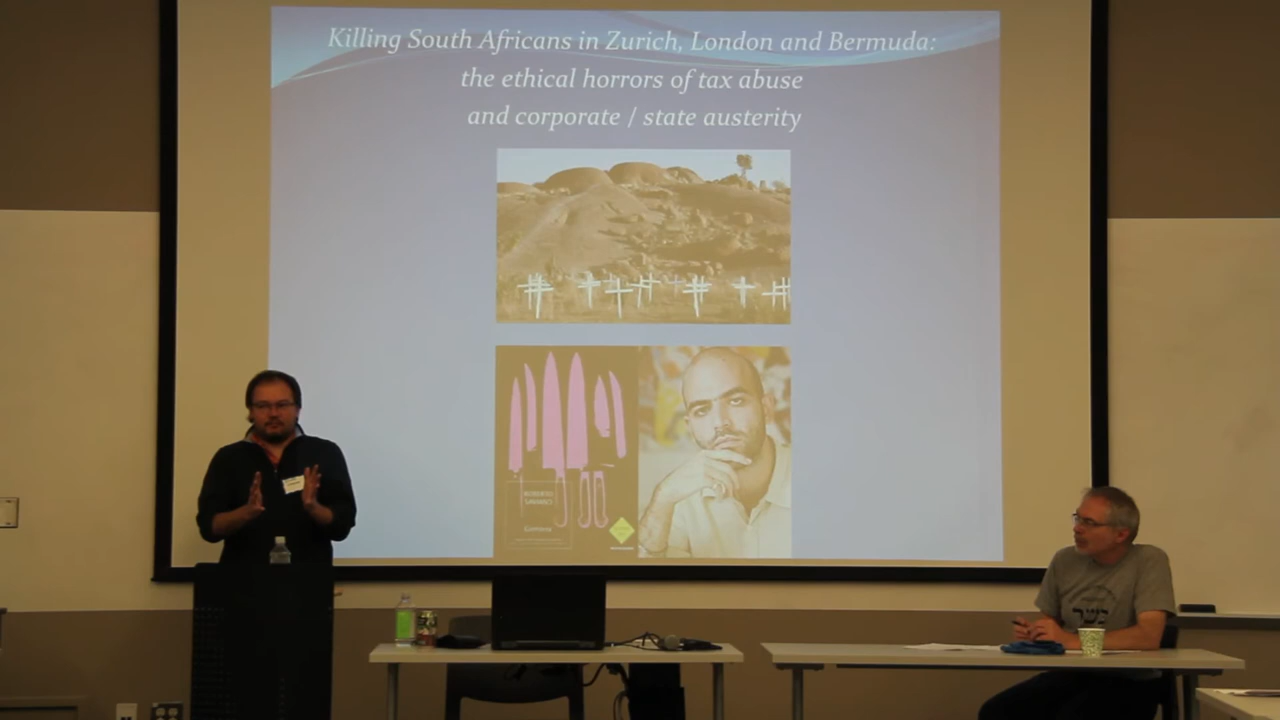 Killing South Africans in Zurich, London and Bermuda:
the ethical horrors of tax abuse
and corporate / state austerity
ROBERTO
SAVIANO
Gomorra